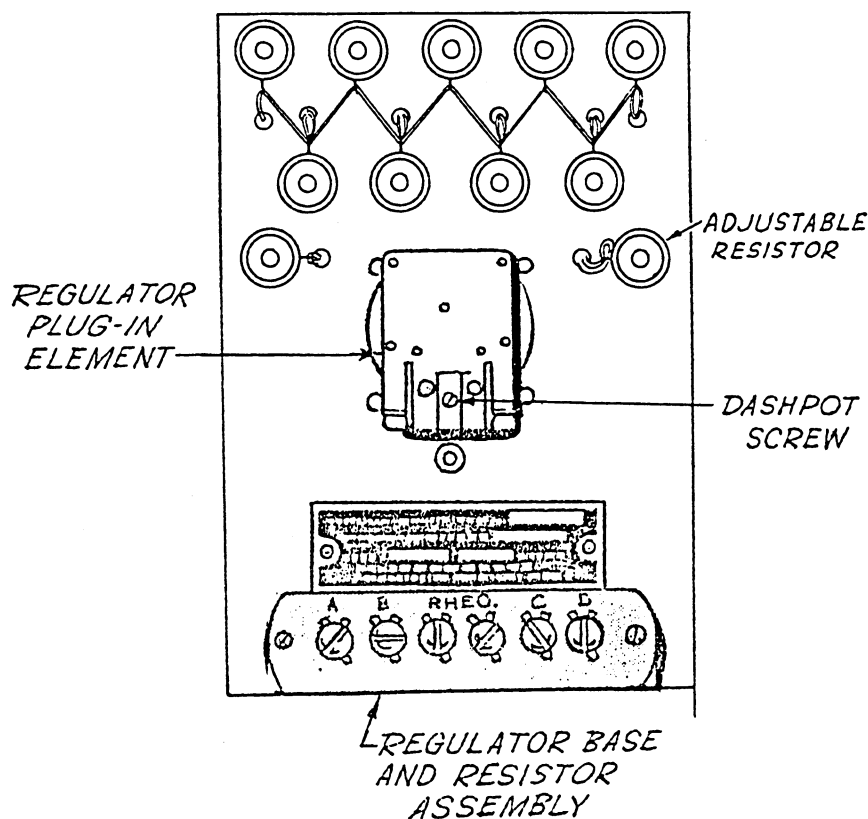 ADJUSTABLE
RESISTOR
REGULATOR
PLUG-IN
ELEMENT
DASHPOT
SCREW
A B RHEO. C D
REGULATOR BASE
AND RESISTOR
ASSEMBLY